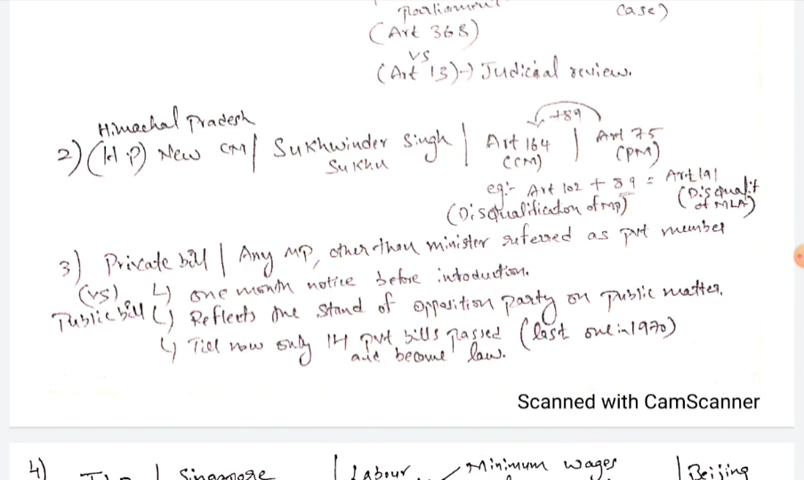 Parliament
case)
(Art 368)
vs
(Art 13)→ Judicial review.
Himachal Pradesh
2) (H.P) New CM | Sukhwinder Singh Sukhu | Art 164 (CM) | +89 Art 75 (PM)
eg:- Art 102 + 89 = Art 191
(Disqualification of MP) (Disqualif of MLA)
3) Private bill | Any MP, other than minister referred as pvt member
(vs) ↳ one month notice before intoduction.
Public bill ↳ Reflects the stand of opposition party on public matter.
↳ Till now only 14 pvt bills passed (last one in 1970)
and become law.
Scanned with CamScanner
4) | Singapore | Labour Minimum wages | Beijing